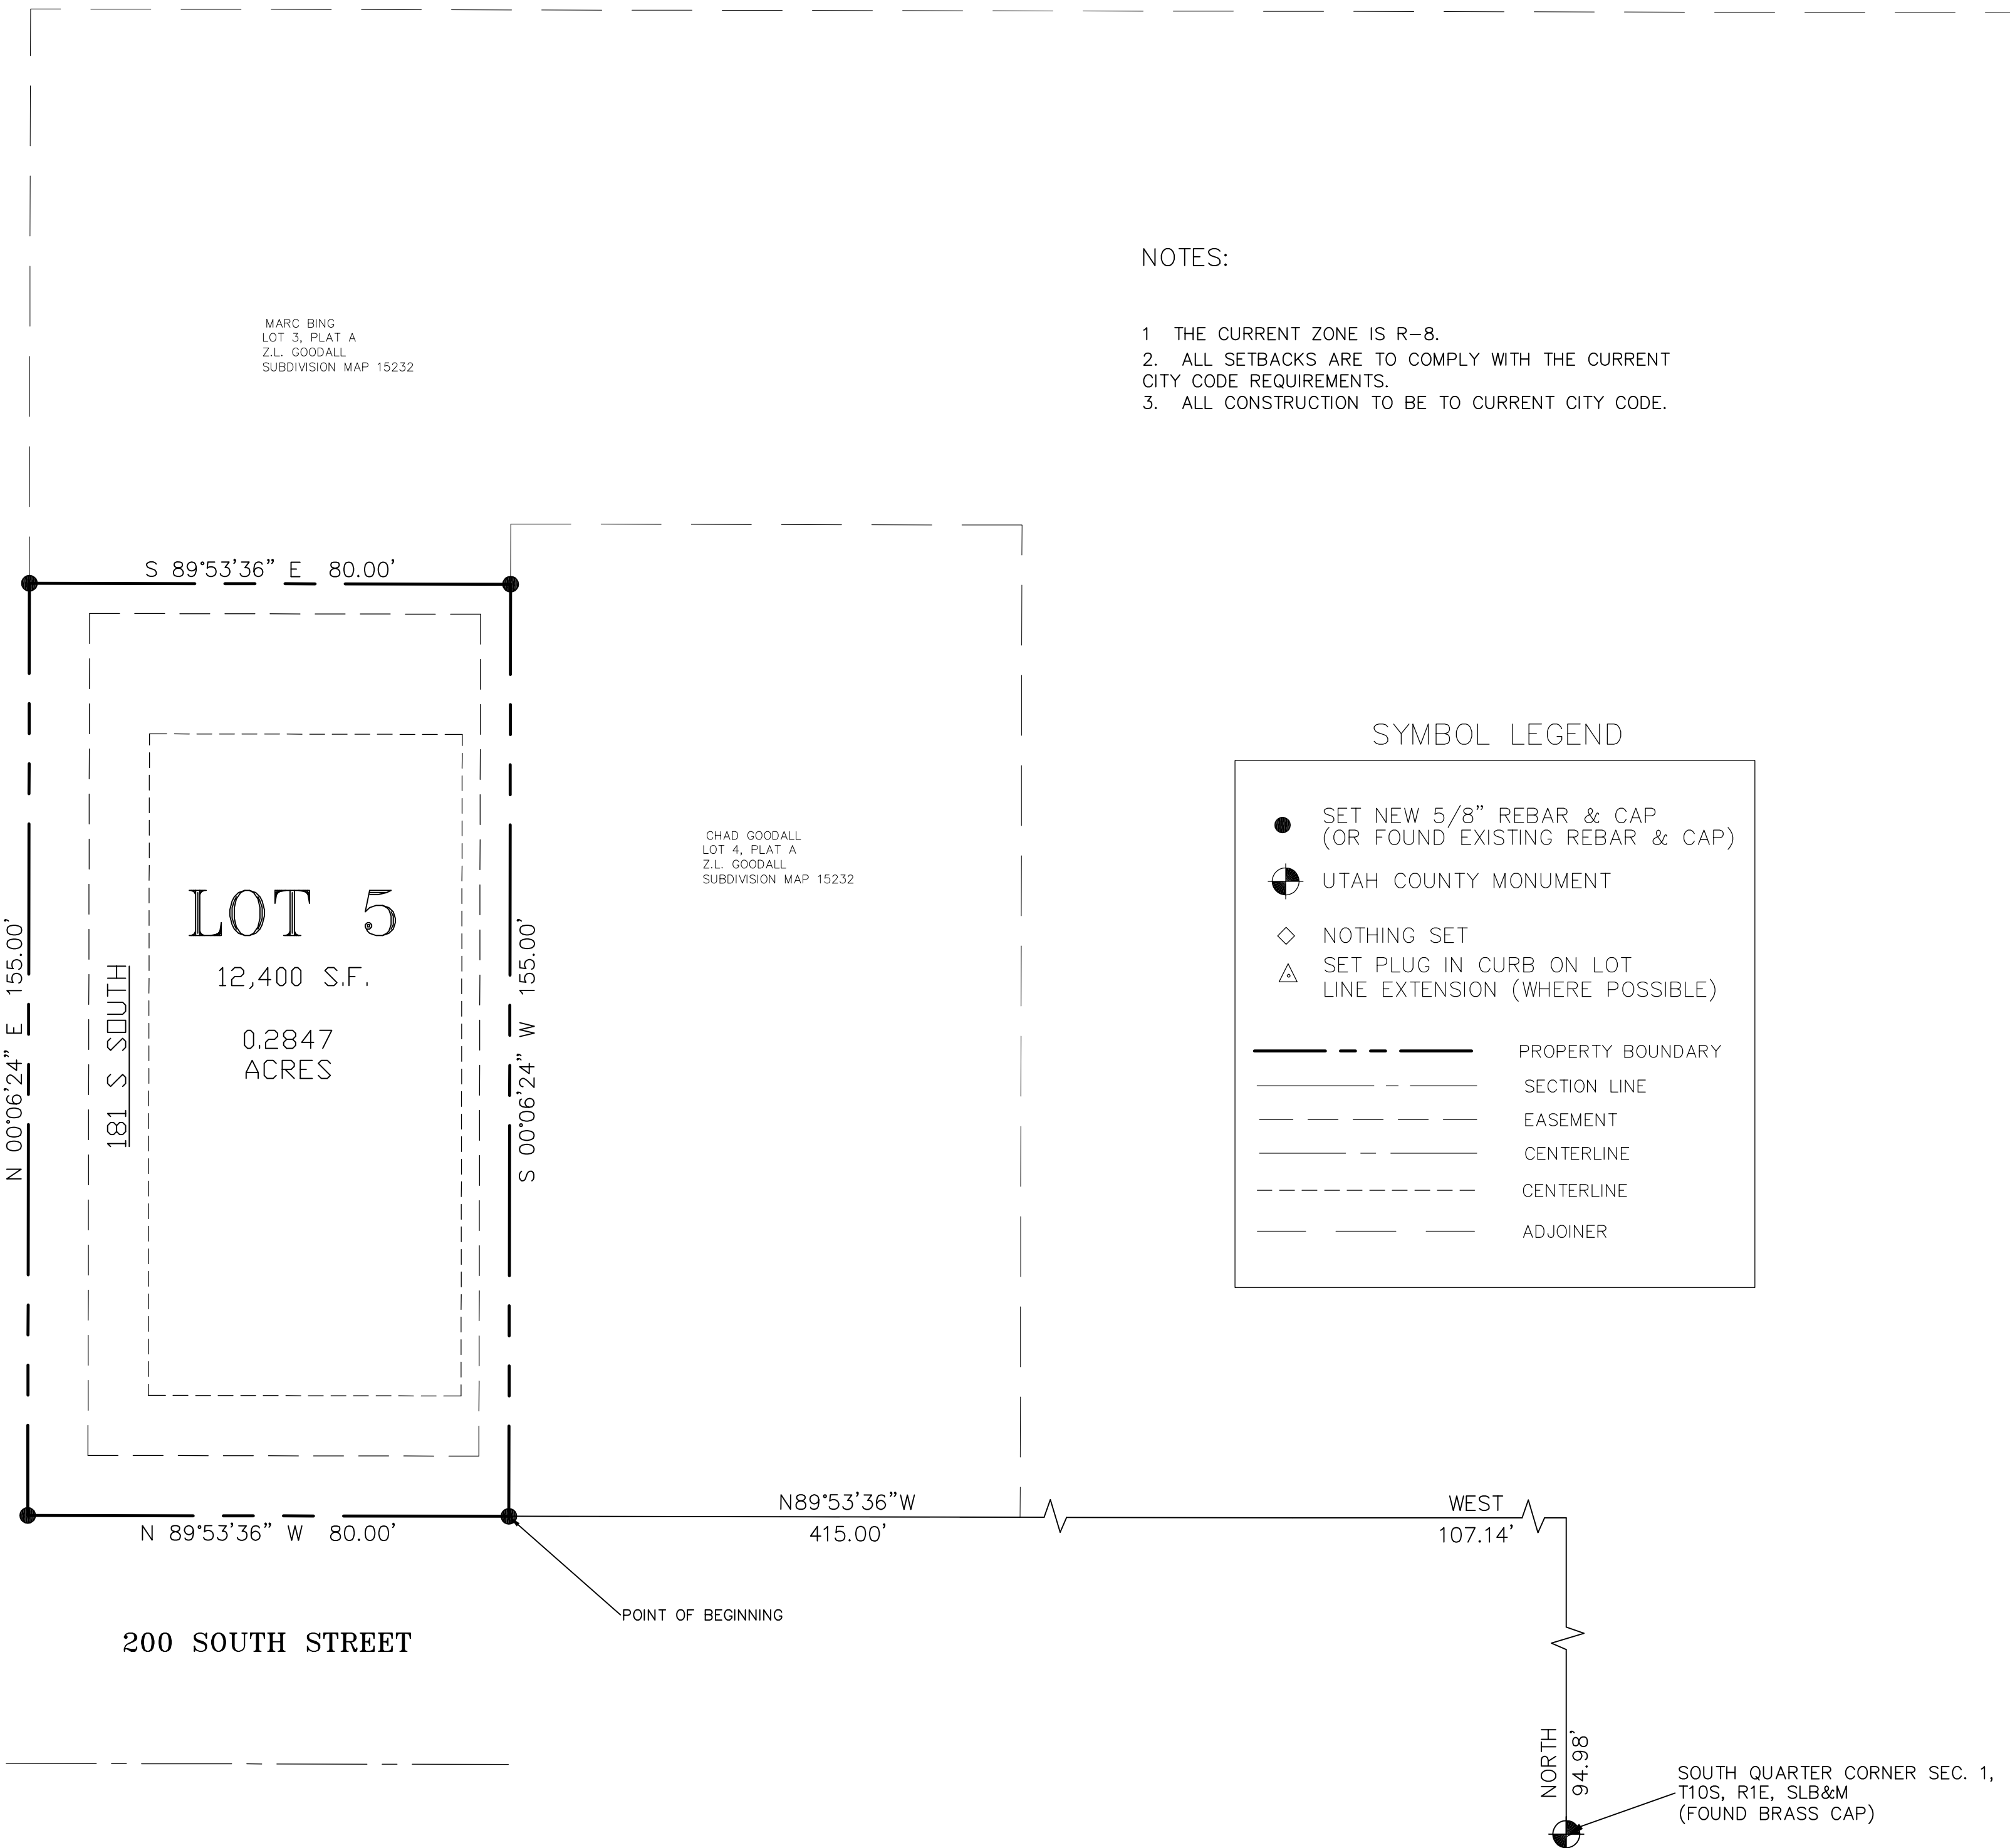 NOTES:
1 THE CURRENT ZONE IS R-8.
2. ALL SETBACKS ARE TO COMPLY WITH THE CURRENT
CITY CODE REQUIREMENTS.
3. ALL CONSTRUCTION TO BE TO CURRENT CITY CODE.
MARC BING
LOT 3, PLAT A
Z.L. GOODALL
SUBDIVISION MAP 15232
S 89°53'36" E 80.00'
CHAD GOODALL
LOT 4, PLAT A
Z.L. GOODALL
SUBDIVISION MAP 15232
LOT 5
12,400 S.F.
0.2847
ACRES
181 S SOUTH
N 00°06'24" E 155.00'
S 00°06'24" W 155.00'
SYMBOL LEGEND
SET NEW 5/8" REBAR & CAP
(OR FOUND EXISTING REBAR & CAP)
UTAH COUNTY MONUMENT
NOTHING SET
SET PLUG IN CURB ON LOT
LINE EXTENSION (WHERE POSSIBLE)
PROPERTY BOUNDARY
SECTION LINE
EASEMENT
CENTERLINE
CENTERLINE
ADJOINER
N 89°53'36" W 80.00'
N89°53'36"W
415.00'
WEST
107.14'
POINT OF BEGINNING
200 SOUTH STREET
NORTH
94.98'
SOUTH QUARTER CORNER SEC. 1,
T10S, R1E, SLB&M
(FOUND BRASS CAP)